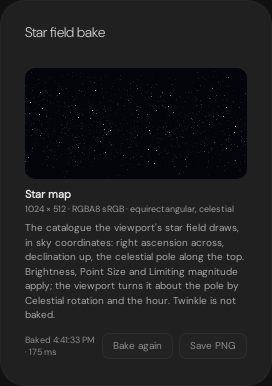 Star field bake
Star map
1024 × 512 · RGBA8 sRGB · equirectangular, celestial
The catalogue the viewport's star field draws,
in sky coordinates: right ascension across,
declination up, the celestial pole along the top.
Brightness, Point Size and Limiting magnitude
apply; the viewport turns it about the pole by
Celestial rotation and the hour. Twinkle is not
baked.
Baked 4:41:33 PM
· 175 ms
Bake again
Save PNG